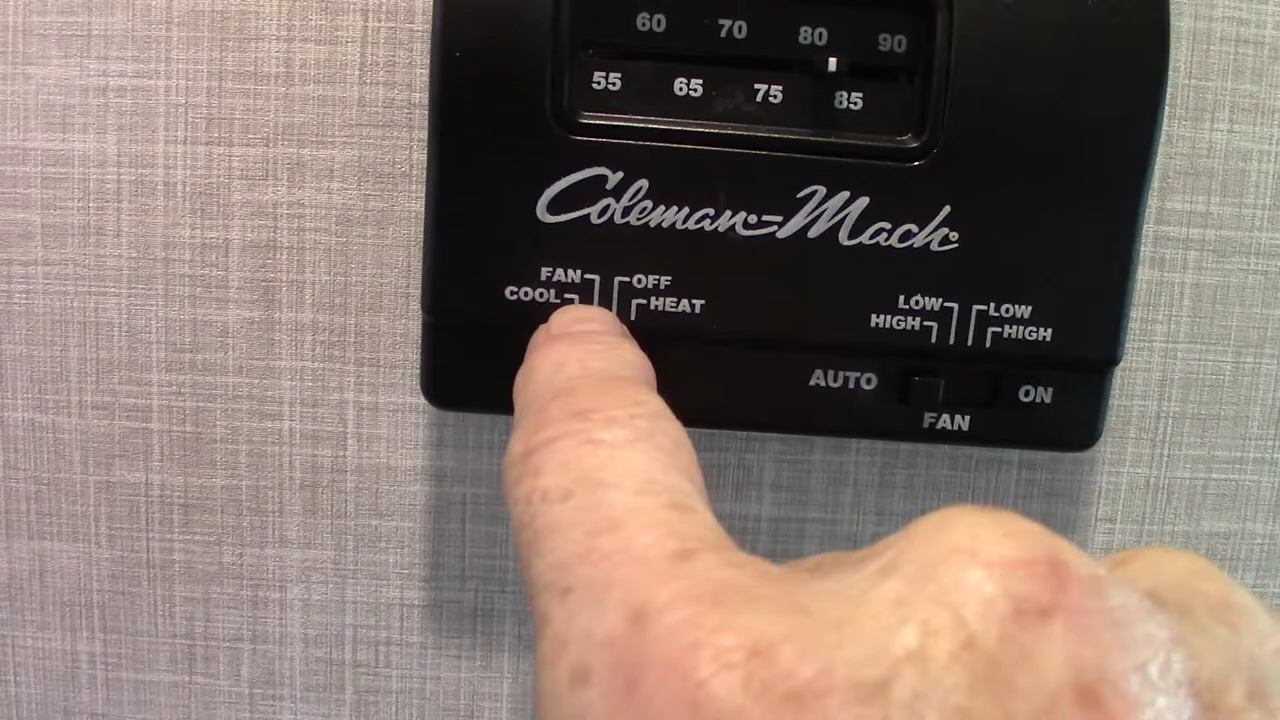 60 70 80 90
55 65 75 85
Coleman-Mach
FAN OFF
COOL HEAT
LOW LOW
HIGH HIGH
AUTO ON
FAN